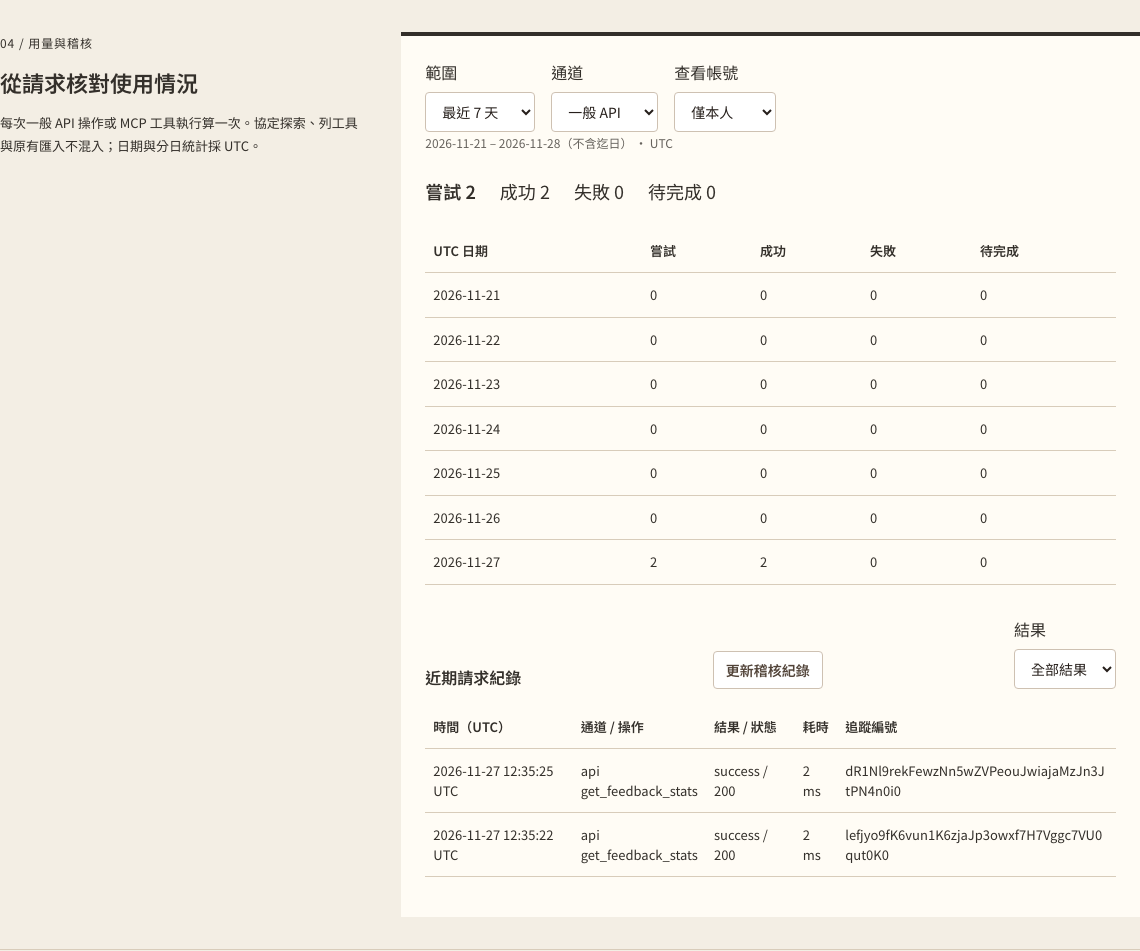 04 / 用量與稽核
從請求核對使用情況
每次一般 API 操作或 MCP 工具執行算一次。協定探索、列工具
與原有匯入不混入；日期與分日統計採 UTC。
範圍 通道 查看帳號
最近 7 天 一般 API 僅本人
2026-11-21 – 2026-11-28（不含迄日） · UTC
嘗試 2 成功 2 失敗 0 待完成 0
UTC 日期 嘗試 成功 失敗 待完成
2026-11-21 0 0 0 0
2026-11-22 0 0 0 0
2026-11-23 0 0 0 0
2026-11-24 0 0 0 0
2026-11-25 0 0 0 0
2026-11-26 0 0 0 0
2026-11-27 2 2 0 0
結果
近期請求紀錄 更新稽核紀錄 全部結果
時間（UTC） 通道 / 操作 結果 / 狀態 耗時 追蹤編號
2026-11-27 12:35:25 api success / 2 dR1Nl9rekFewzNn5wZVPeouJwiajaMzJn3J
UTC get_feedback_stats 200 ms tPN4n0i0
2026-11-27 12:35:22 api success / 2 lefjyo9fK6vun1K6zjaJp3owxf7H7Vggc7VU0
UTC get_feedback_stats 200 ms qut0K0